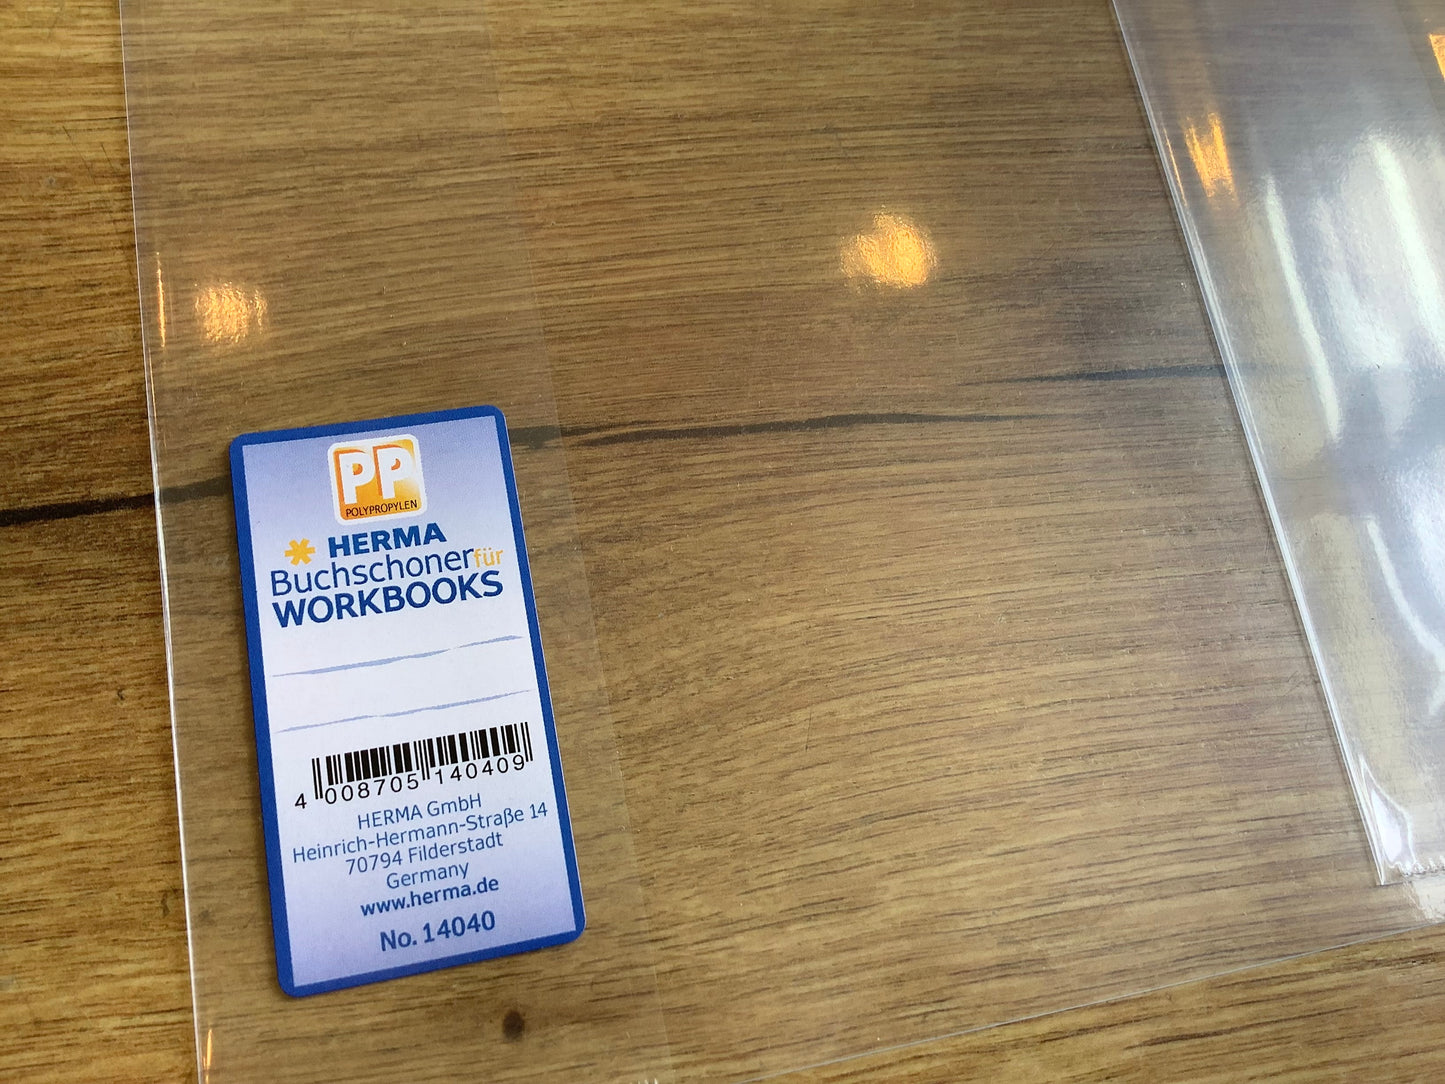 PP
POLYPROPYLEN
HERMA
Buchschoner für
WORKBOOKS
4 008705 140409
HERMA GmbH
Heinrich-Hermann-Straße 14
70794 Filderstadt
Germany
www.herma.de
No. 14040